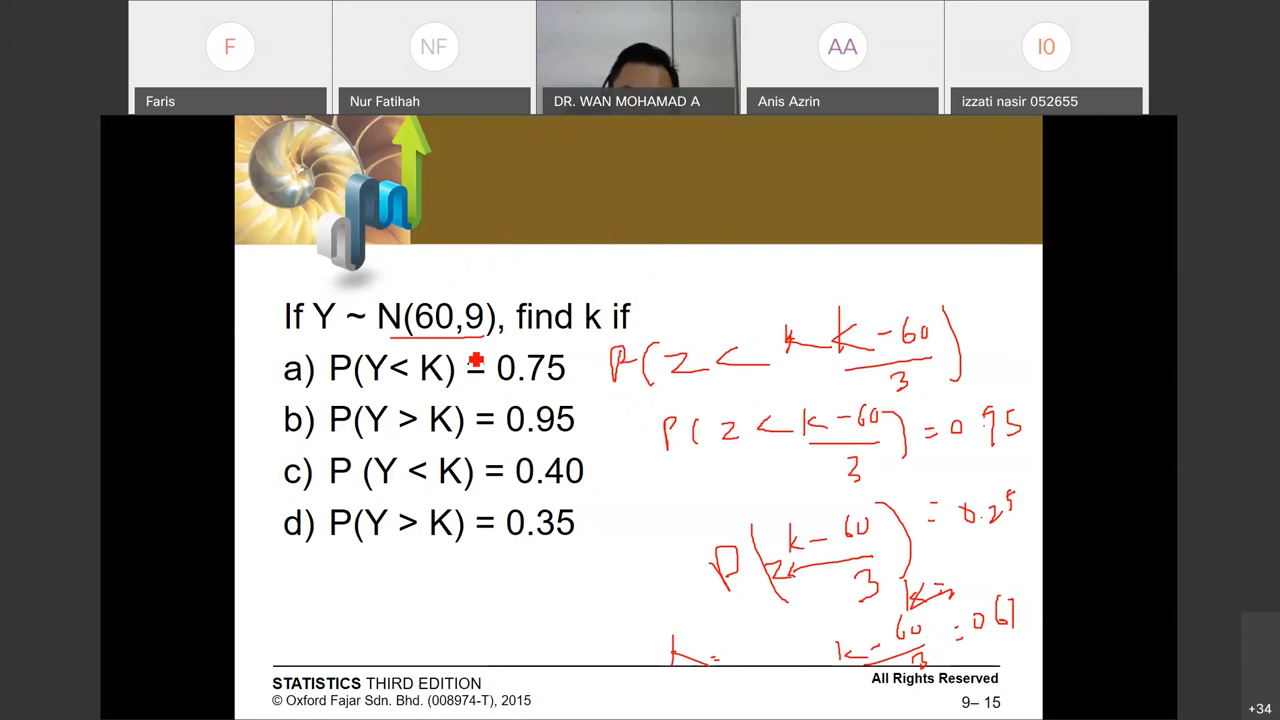 F
NF
AA
I0
Faris
Nur Fatihah
DR. WAN MOHAMAD A
Anis Azrin
izzati nasir 052655
If Y ~ N(60,9), find k if
a) P(Y< K) = 0.75
b) P(Y > K) = 0.95
c) P (Y < K) = 0.40
d) P(Y > K) = 0.35
P(Z < k k-60
3 )
P(Z < k-60
3 ) = 0.95
P(Z< k-60
3 ) = 0.25
k=
k-60
3 = 0 67
k =
STATISTICS THIRD EDITION
© Oxford Fajar Sdn. Bhd. (008974-T), 2015
All Rights Reserved
9– 15
+34